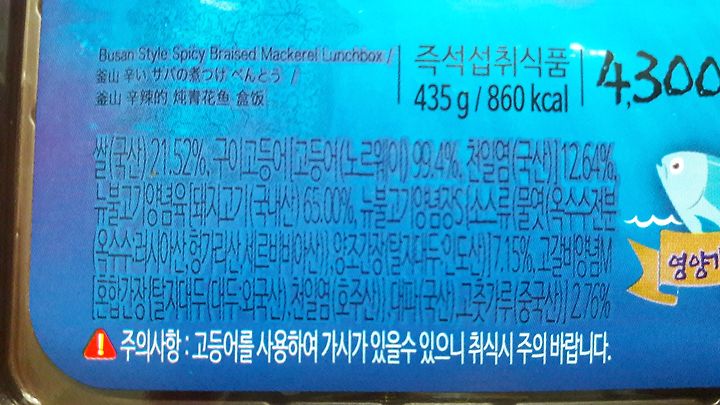 Busan Style Spicy Braised Mackerel Lunchbox /
釜山 辛い サバの煮つけ べんとう /
釜山 辛辣的 炖青花鱼 盒饭
즉석섭취식품
435 g / 860 kcal
4,300
쌀(국산) 21.52%, 구이고등어[고등어(노르웨이) 99.4%, 천일염(국산)] 12.64%,
뉴불고기양념육[돼지고기(국내산) 65.00%, 뉴불고기양념장S{소스류(물엿(옥수수전분
(옥수수:러시아산,헝가리산,세르비아산)), 양조간장(탈지대두:인도산)] 7.15%, 고갈비양념M
[혼합간장{탈지대두(대두:외국산), 천일염(호주산)}, 대파(국산), 고춧가루(중국산)] 2.76%
주의사항 : 고등어를 사용하여 가시가 있을수 있으니 취식시 주의 바랍니다.
영양